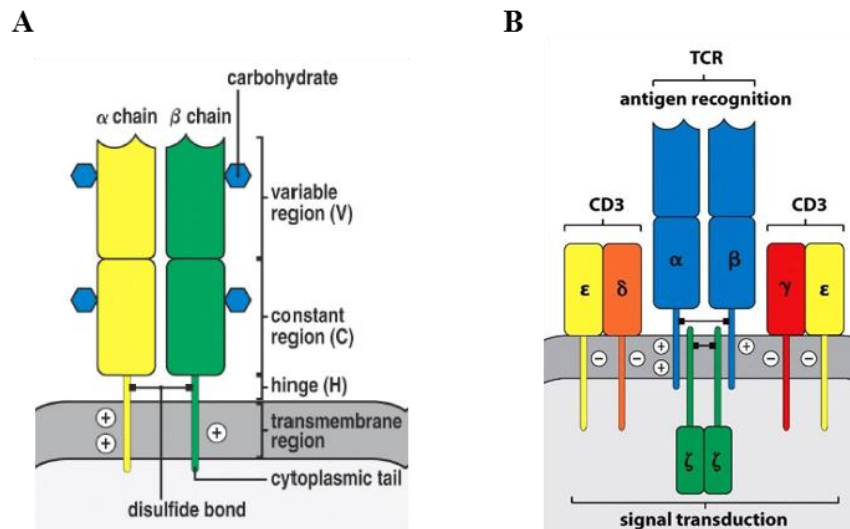 A
carbohydrate
α chain
β chain
variable
region (V)
constant
region (C)
hinge (H)
+
+
+
transmembrane
region
cytoplasmic tail
disulfide bond
B
TCR
antigen recognition
CD3
CD3
α
β
ε
δ
γ
ε
+
+
+
−
−
−
−
ζ
ζ
signal transduction